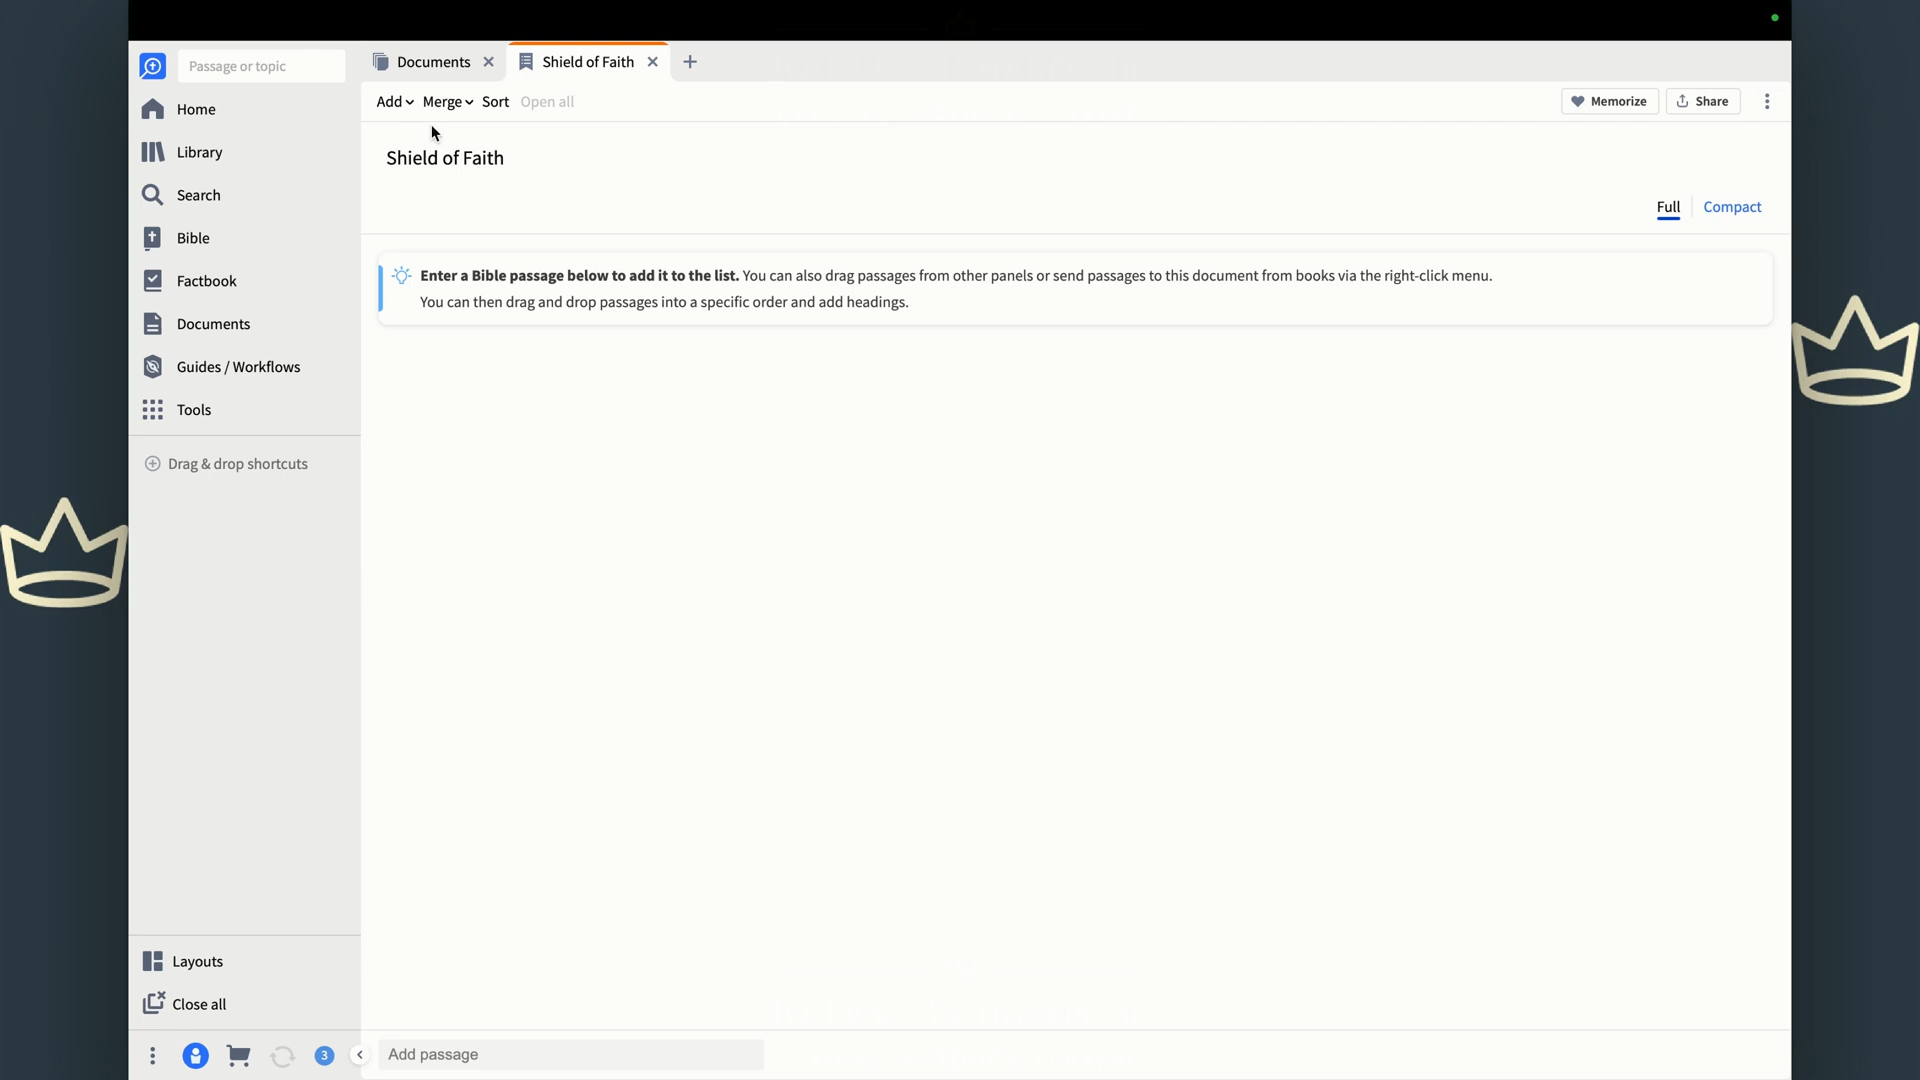 Passage or topic
Documents
Shield of Faith
Home
Library
Search
Bible
Factbook
Documents
Guides / Workflows
Tools
Drag & drop shortcuts
Layouts
Close all
3
Add Merge Sort Open all
Memorize Share
Shield of Faith
Full Compact
Enter a Bible passage below to add it to the list. You can also drag passages from other panels or send passages to this document from books via the right-click menu.
You can then drag and drop passages into a specific order and add headings.
Add passage